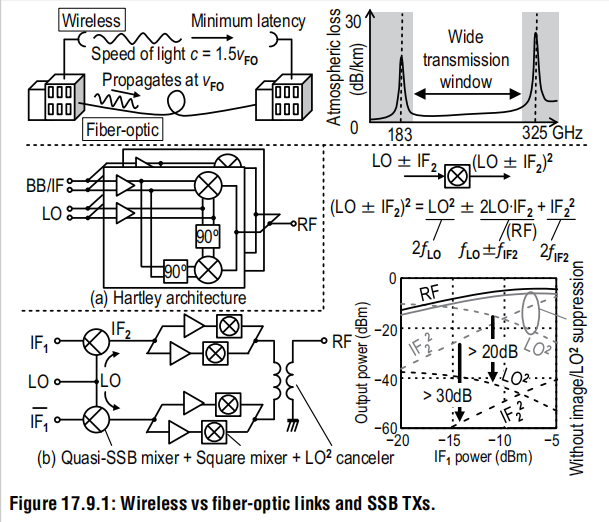 Wireless
Minimum latency
Speed of light c = 1.5vFO
Propagates at vFO
Fiber-optic
Atmospheric loss
(dB/km)
30
0
Wide
transmission
window
183
325 GHz
BB/IF
LO
90º
90º
RF
(a) Hartley architecture
LO ± IF₂
(LO ± IF₂)²
(LO ± IF₂)² = LO² ± 2LO·IF₂ + IF₂²
(RF)
2fLO
fLO±fIF2
2fIF2
IF₁
IF₂
LO
LO
IF̅₁̅
RF
(b) Quasi-SSB mixer + Square mixer + LO² canceler
Output power (dBm)
0
−20
−40
−60
RF
IF₂²
LO²
> 20dB
> 30dB
LO²
IF₂²
−20
−15
−10
−5
IF₁ power (dBm)
Without image/LO² suppression
Figure 17.9.1: Wireless vs fiber-optic links and SSB TXs.